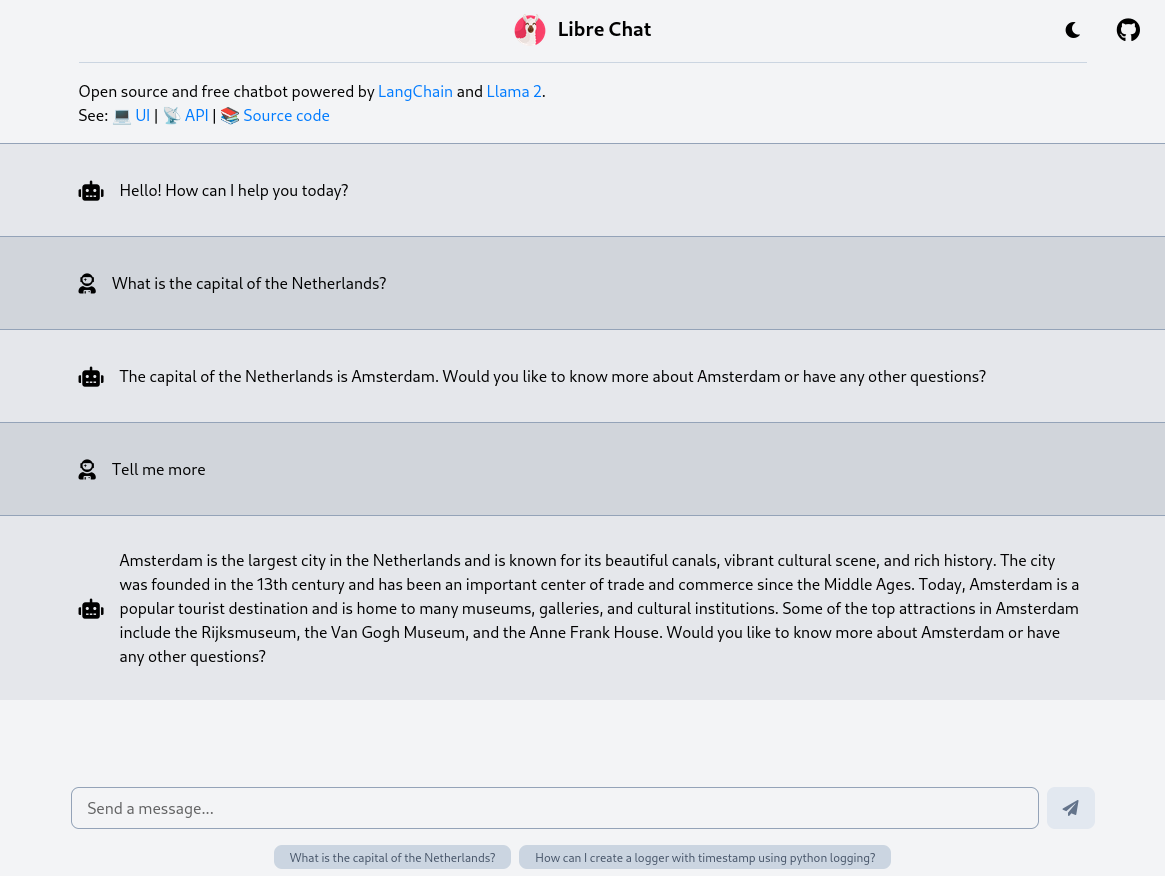 Libre Chat
Open source and free chatbot powered by LangChain and Llama 2.
See: 💻 UI | 📡 API | 📚 Source code
Hello! How can I help you today?
What is the capital of the Netherlands?
The capital of the Netherlands is Amsterdam. Would you like to know more about Amsterdam or have any other questions?
Tell me more
Amsterdam is the largest city in the Netherlands and is known for its beautiful canals, vibrant cultural scene, and rich history. The city
was founded in the 13th century and has been an important center of trade and commerce since the Middle Ages. Today, Amsterdam is a
popular tourist destination and is home to many museums, galleries, and cultural institutions. Some of the top attractions in Amsterdam
include the Rijksmuseum, the Van Gogh Museum, and the Anne Frank House. Would you like to know more about Amsterdam or have
any other questions?
Send a message...
What is the capital of the Netherlands? How can I create a logger with timestamp using python logging?